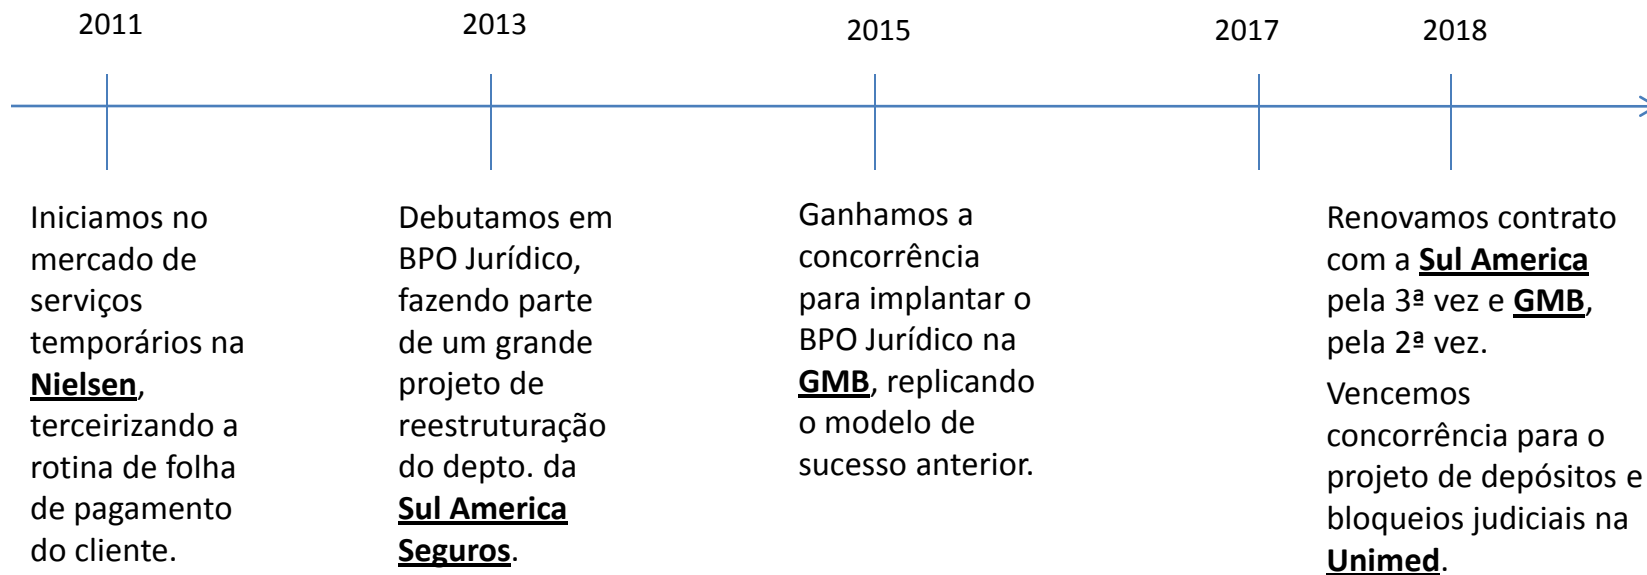 2011
2013
2015
2017
2018
Iniciamos no
mercado de
serviços
temporários na
Nielsen,
terceirizando a
rotina de folha
de pagamento
do cliente.
Debutamos em
BPO Jurídico,
fazendo parte
de um grande
projeto de
reestruturação
do depto. da
Sul America
Seguros.
Ganhamos a
concorrência
para implantar o
BPO Jurídico na
GMB, replicando
o modelo de
sucesso anterior.
Renovamos contrato
com a Sul America
pela 3ª vez e GMB,
pela 2ª vez.
Vencemos
concorrência para o
projeto de depósitos e
bloqueios judiciais na
Unimed.